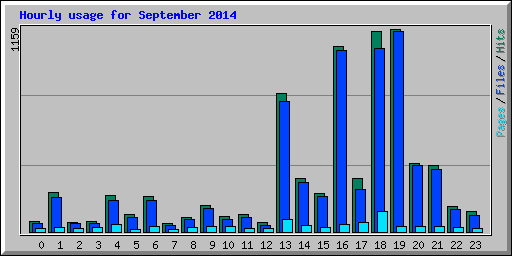 Hourly usage for September 2014
1159
Pages/Files/Hits
0 1 2 3 4 5 6 7 8 9 10 11 12 13 14 15 16 17 18 19 20 21 22 23